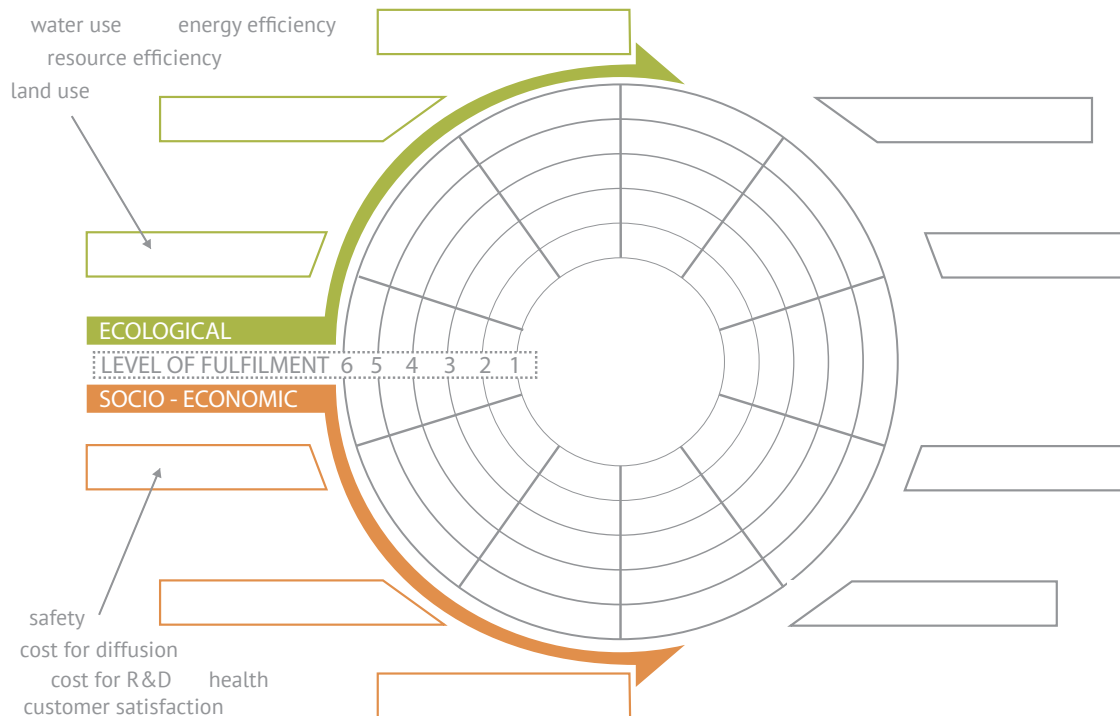 water use energy efficiency
resource efficiency
land use
ECOLOGICAL
LEVEL OF FULFILMENT 6 5 4 3 2 1
SOCIO - ECONOMIC
safety
cost for diffusion
cost for R&D health
customer satisfaction